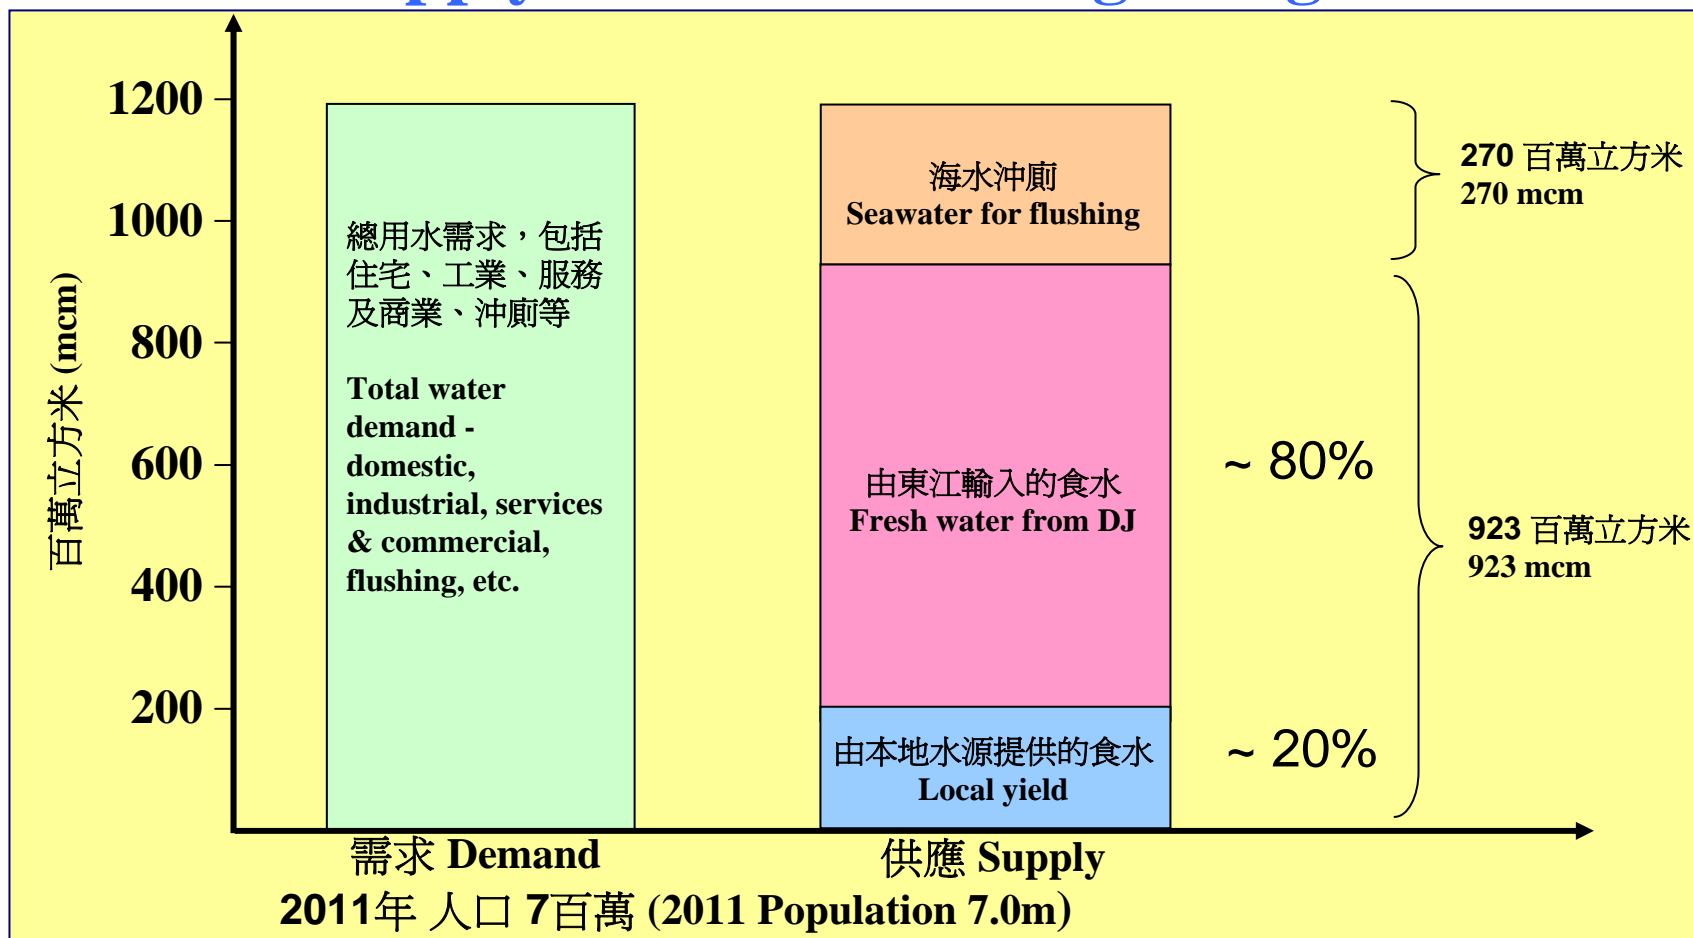 1200
1000
800
600
400
200
百萬立方米 (mcm)
總用水需求，包括
住宅、工業、服務
及商業、沖廁等
Total water
demand -
domestic,
industrial, services
& commercial,
flushing, etc.
海水沖廁
Seawater for flushing
由東江輸入的食水
Fresh water from DJ
由本地水源提供的食水
Local yield
~ 80%
~ 20%
270 百萬立方米
270 mcm
923 百萬立方米
923 mcm
需求 Demand
供應 Supply
2011年 人口 7百萬 (2011 Population 7.0m)